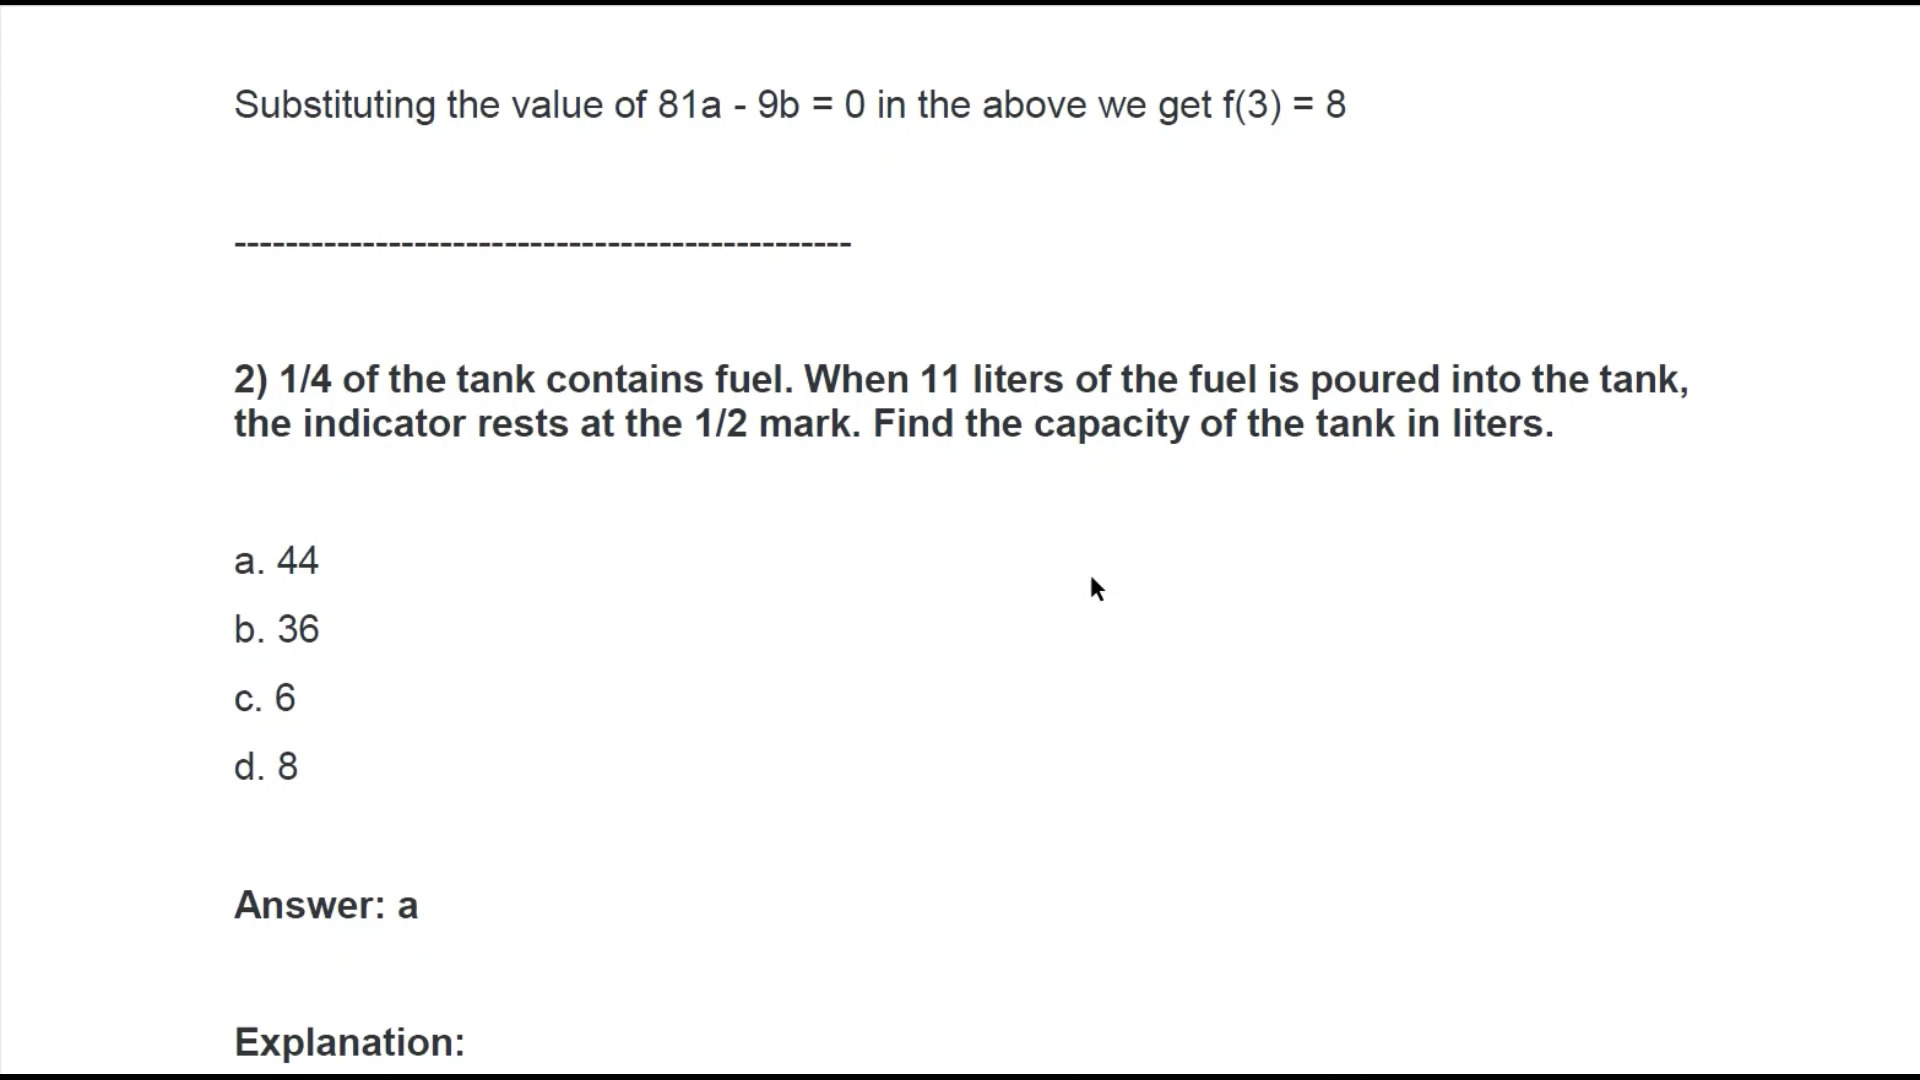 Substituting the value of 81a - 9b = 0 in the above we get f(3) = 8
------------------------------------------------
2) 1/4 of the tank contains fuel. When 11 liters of the fuel is poured into the tank,
the indicator rests at the 1/2 mark. Find the capacity of the tank in liters.
a. 44
b. 36
c. 6
d. 8
Answer: a
Explanation: